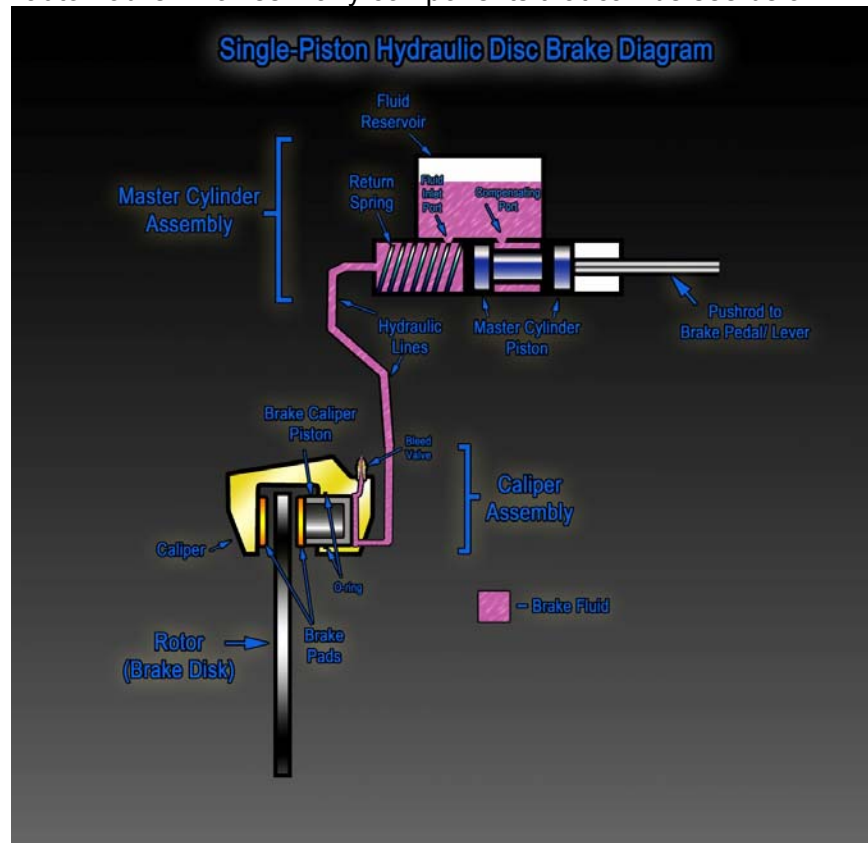 Single-Piston Hydraulic Disc Brake Diagram
Fluid
Reservoir
Master Cylinder
Assembly
Return
Spring
Fluid
Inlet
Port
Compensating
Port
Pushrod to
Brake Pedal/ Lever
Hydraulic
Lines
Master Cylinder
Piston
Brake Caliper
Piston
Bleed
Valve
Caliper
Assembly
Caliper
O-ring
– Brake Fluid
Rotor
(Brake Disk)
Brake
Pads